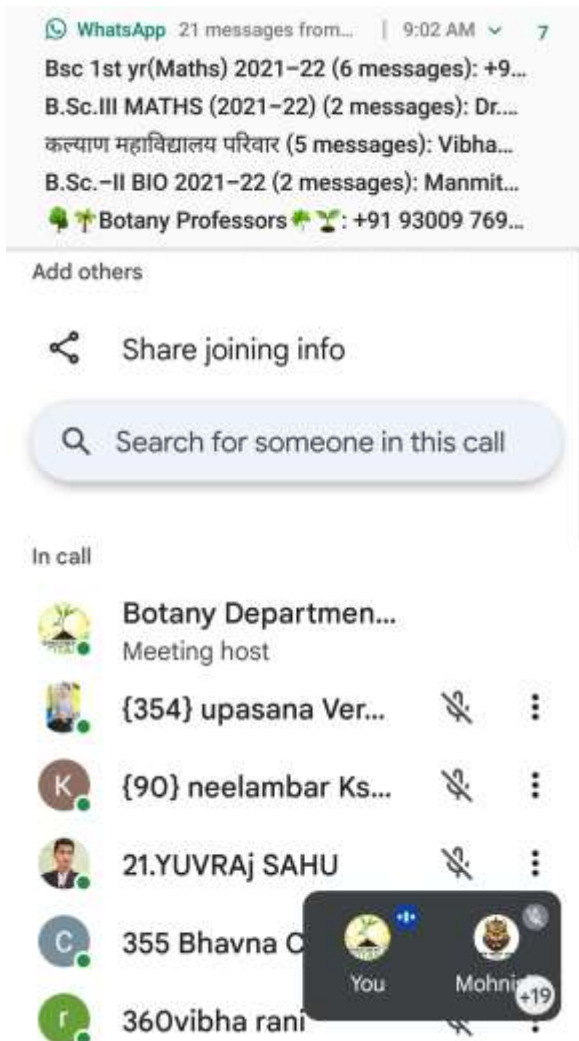 WhatsApp 21 messages from... | 9:02 AM 7
Bsc 1st yr(Maths) 2021-22 (6 messages): +9...
B.Sc.III MATHS (2021-22) (2 messages): Dr....
कल्याण महाविद्यालय परिवार (5 messages): Vibha...
B.Sc.-II BIO 2021-22 (2 messages): Manmit...
🌳🌴Botany Professors🌴🌱: +91 93009 769...
Add others
Share joining info
Search for someone in this call
In call
Botany Departmen...
Meeting host
{354} upasana Ver...
K {90} neelambar Ks...
21.YUVRAj SAHU
C 355 Bhavna C
You Mohni
+19
r 360vibha rani